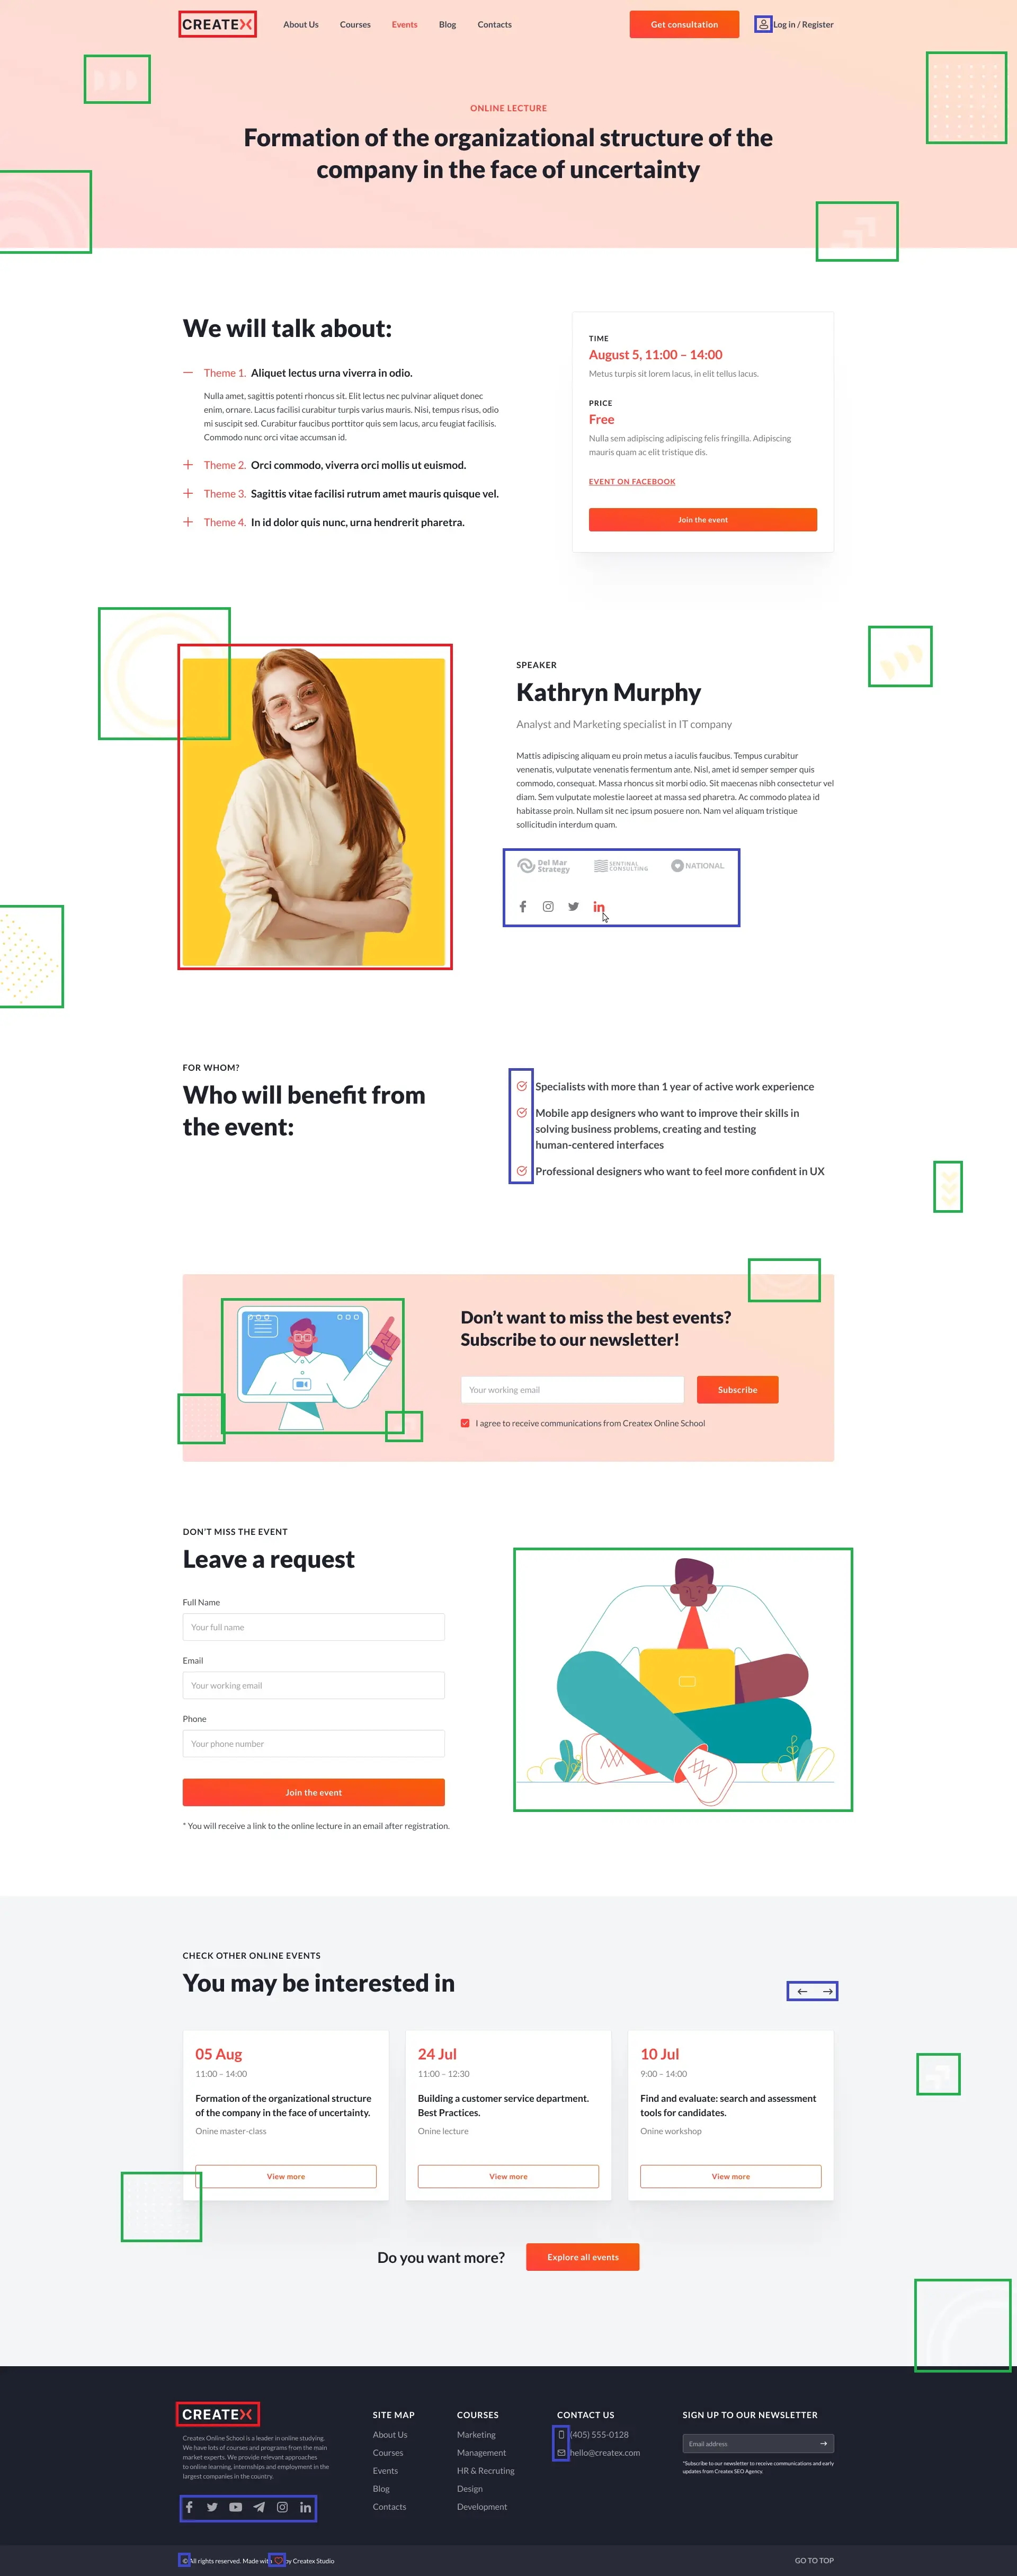 CREATEX
About Us
Courses
Events
Blog
Contacts
Get consultation
Log in / Register
ONLINE LECTURE
Formation of the organizational structure of the
company in the face of uncertainty
We will talk about:
Theme 1. Aliquet lectus urna viverra in odio.
Nulla amet, sagittis potenti rhoncus sit. Elit lectus nec pulvinar aliquet donec
enim, ornare. Lacus facilisi curabitur turpis varius mauris. Nisi, tempus risus, odio
mi suscipit sed. Curabitur faucibus porttitor quis sem lacus, arcu feugiat facilisis.
Commodo nunc orci vitae accumsan id.
Theme 2. Orci commodo, viverra orci mollis ut euismod.
Theme 3. Sagittis vitae facilisi rutrum amet mauris quisque vel.
Theme 4. In id dolor quis nunc, urna hendrerit pharetra.
TIME
August 5, 11:00 – 14:00
Metus turpis sit lorem lacus, in elit tellus lacus.
PRICE
Free
Nulla sem adipiscing adipiscing felis fringilla. Adipiscing
mauris quam ac elit tristique dis.
EVENT ON FACEBOOK
Join the event
SPEAKER
Kathryn Murphy
Analyst and Marketing specialist in IT company
Mattis adipiscing aliquam eu proin metus a iaculis faucibus. Tempus curabitur
venenatis, vulputate venenatis fermentum ante. Nisl, amet id semper semper quis
commodo, consequat. Massa rhoncus sit morbi odio. Sit maecenas nibh consectetur vel
diam. Sem vulputate molestie laoreet at massa sed pharetra. Ac commodo platea id
habitasse proin. Nullam sit nec ipsum posuere non. Nam vel aliquam tristique
sollicitudin interdum quam.
Del Mar
Strategy
SENTINAL
CONSULTING
NATIONAL
FOR WHOM?
Who will benefit from
the event:
Specialists with more than 1 year of active work experience
Mobile app designers who want to improve their skills in
solving business problems, creating and testing
human-centered interfaces
Professional designers who want to feel more confident in UX
Don't want to miss the best events?
Subscribe to our newsletter!
Your working email
Subscribe
I agree to receive communications from Createx Online School
DON'T MISS THE EVENT
Leave a request
Full Name
Your full name
Email
Your working email
Phone
Your phone number
Join the event
* You will receive a link to the online lecture in an email after registration.
CHECK OTHER ONLINE EVENTS
You may be interested in
05 Aug
11:00 – 14:00
Formation of the organizational structure
of the company in the face of uncertainty.
Onine master-class
View more
24 Jul
11:00 – 12:30
Building a customer service department.
Best Practices.
Onine lecture
View more
10 Jul
9:00 – 14:00
Find and evaluate: search and assessment
tools for candidates.
Onine workshop
View more
Do you want more?
Explore all events
CREATEX
Createx Online School is a leader in online studying.
We have lots of courses and programs from the main
market experts. We provide relevant approaches
to online learning, internships and employment in the
largest companies in the country.
SITE MAP
About Us
Courses
Events
Blog
Contacts
COURSES
Marketing
Management
HR & Recruting
Design
Development
CONTACT US
(405) 555-0128
hello@createx.com
SIGN UP TO OUR NEWSLETTER
Email address
*Subscribe to our newsletter to receive communications and early
updates from Createx SEO Agency.
© All rights reserved. Made with by Createx Studio
GO TO TOP